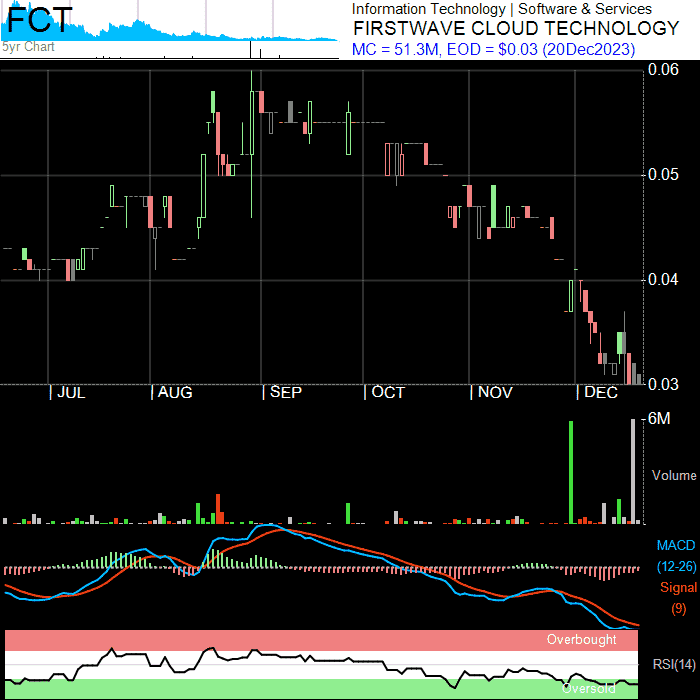 FCT
5yr Chart
Information Technology | Software & Services
FIRSTWAVE CLOUD TECHNOLOGY
MC = 51.3M, EOD = $0.03 (20Dec2023)
0.06
0.05
0.04
0.03
| JUL | AUG | SEP | OCT | NOV | DEC
6M
Volume
MACD
(12-26)
Signal
(9)
Overbought
RSI(14)
Oversold